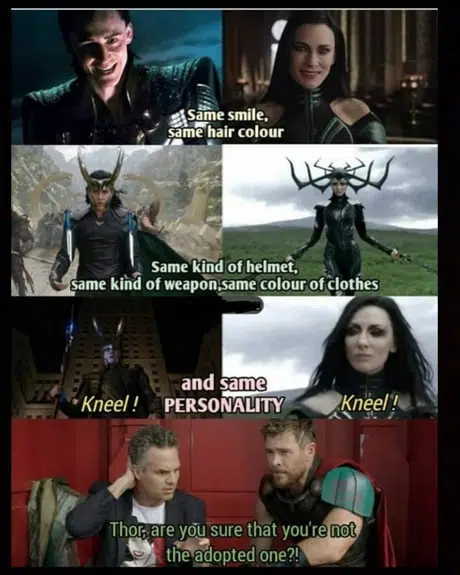 Same smile,
same hair colour
Same kind of helmet,
same kind of weapon,same colour of clothes
and same
Kneel! PERSONALITY Kneel!
Thor, are you sure that you're not
the adopted one?!